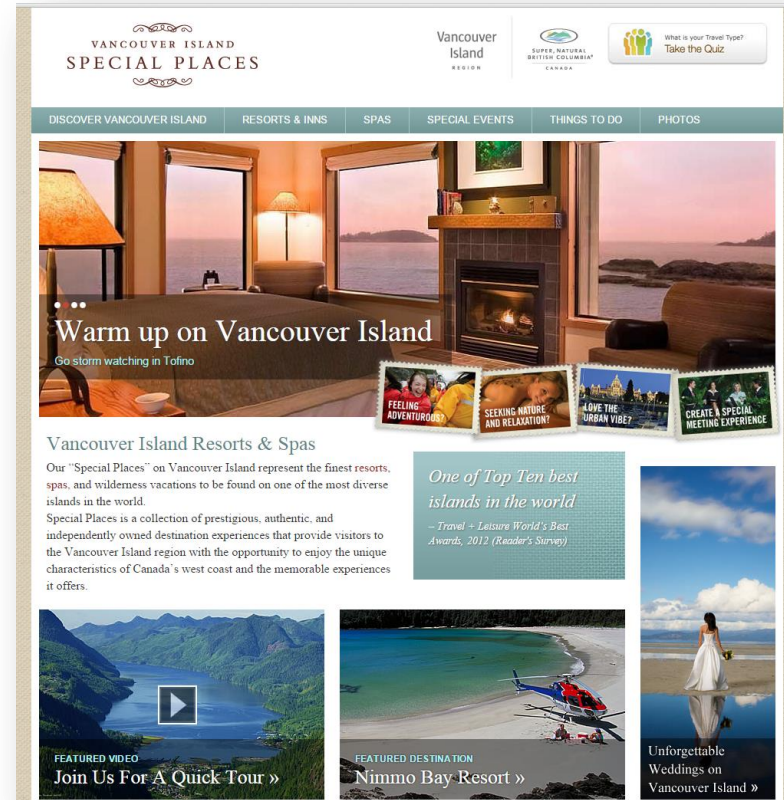 VANCOUVER ISLAND
SPECIAL PLACES
Vancouver
Island
REGION
SUPER, NATURAL
BRITISH COLUMBIA®
CANADA
What is your Travel Type?
Take the Quiz
DISCOVER VANCOUVER ISLAND
RESORTS & INNS
SPAS
SPECIAL EVENTS
THINGS TO DO
PHOTOS
Warm up on Vancouver Island
Go storm watching in Tofino
FEELING
ADVENTUROUS?
SEEKING NATURE
AND RELAXATION?
LOVE THE
URBAN VIBE?
CREATE A SPECIAL
MEETING EXPERIENCE
Vancouver Island Resorts & Spas
Our “Special Places” on Vancouver Island represent the finest resorts,
spas, and wilderness vacations to be found on one of the most diverse
islands in the world.
Special Places is a collection of prestigious, authentic, and
independently owned destination experiences that provide visitors to
the Vancouver Island region with the opportunity to enjoy the unique
characteristics of Canada’s west coast and the memorable experiences
it offers.
One of Top Ten best
islands in the world
– Travel + Leisure World's Best
Awards, 2012 (Reader's Survey)
FEATURED VIDEO
Join Us For A Quick Tour »
FEATURED DESTINATION
Nimmo Bay Resort »
Unforgettable
Weddings on
Vancouver Island »